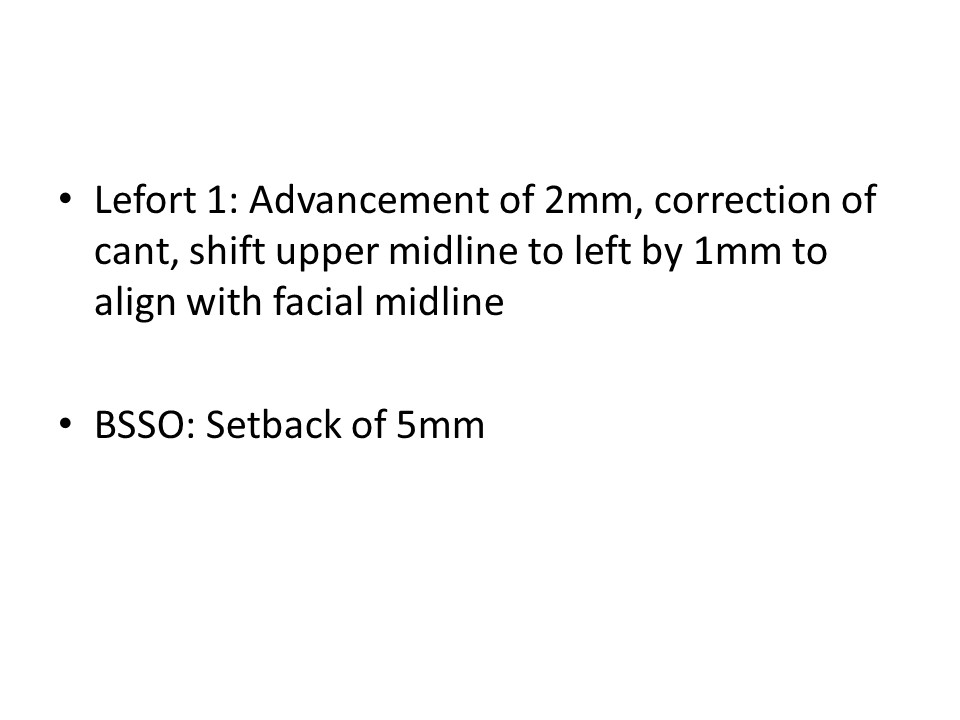 • Lefort 1: Advancement of 2mm, correction of
cant, shift upper midline to left by 1mm to
align with facial midline
• BSSO: Setback of 5mm